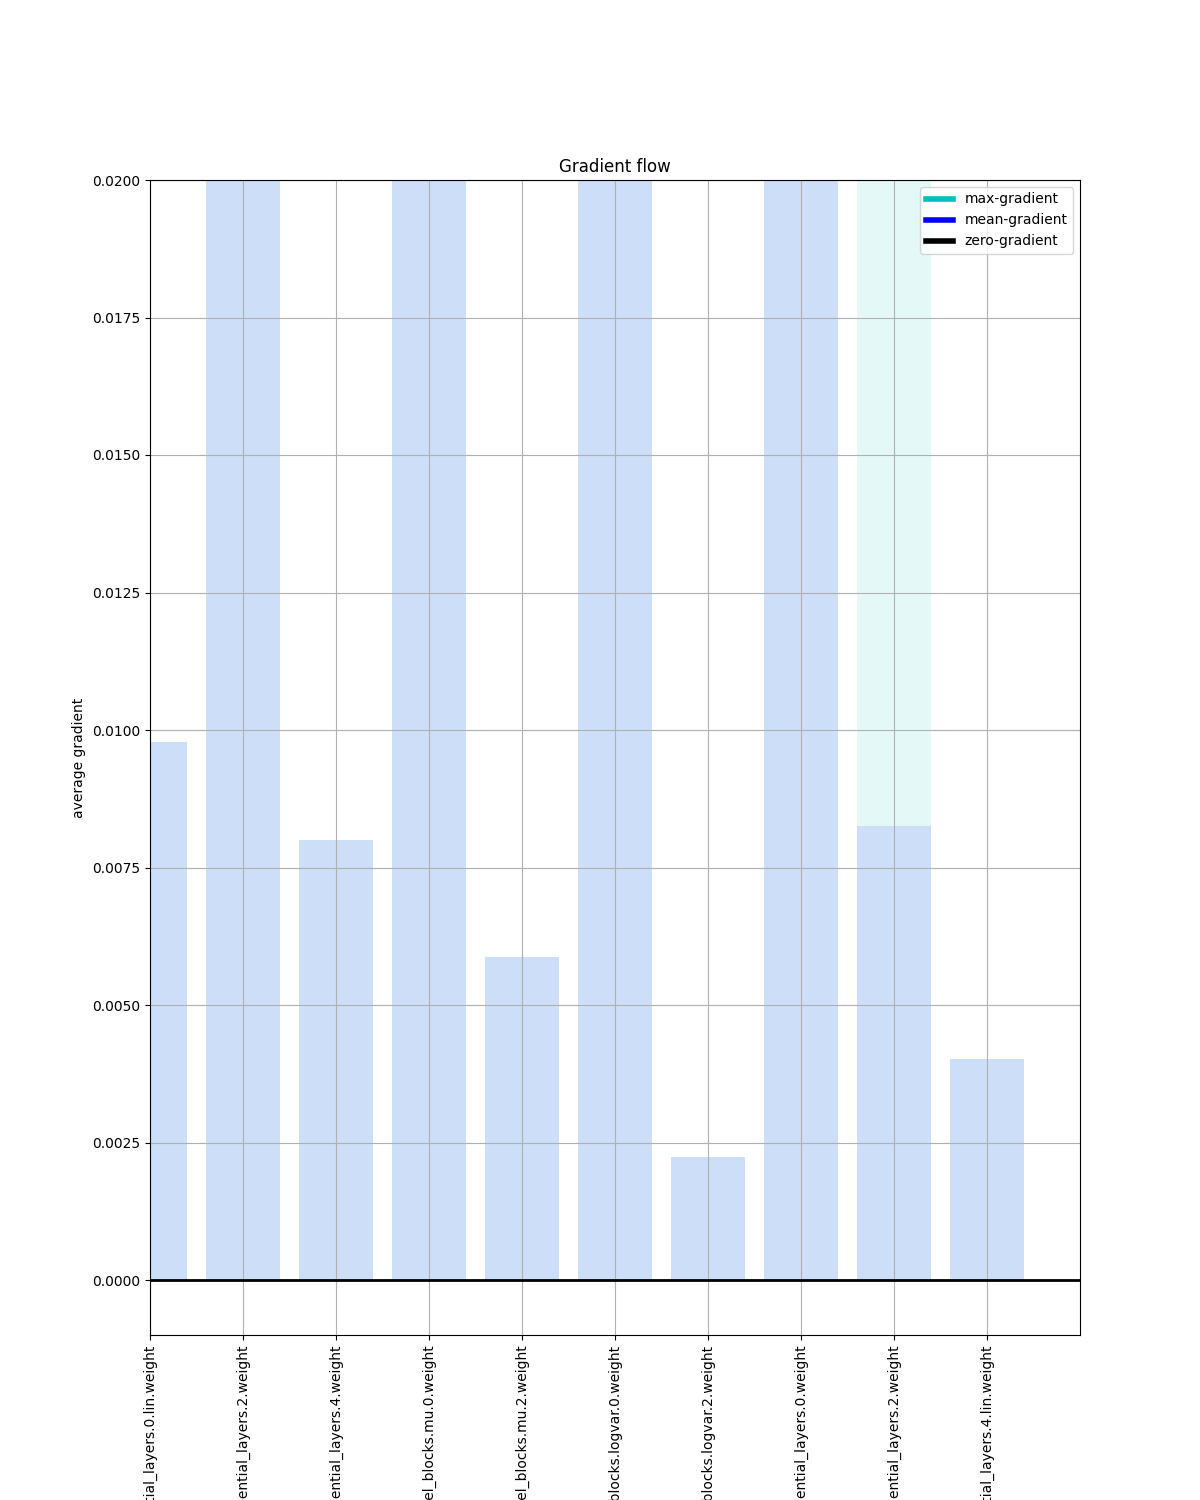 Gradient flow
max-gradient
mean-gradient
zero-gradient
0.0200
0.0175
0.0150
0.0125
0.0100
0.0075
0.0050
0.0025
0.0000
average gradient
tial_layers.0.lin.weight
ential_layers.2.weight
ential_layers.4.weight
el_blocks.mu.0.weight
el_blocks.mu.2.weight
blocks.logvar.0.weight
blocks.logvar.2.weight
ential_layers.0.weight
ential_layers.2.weight
tial_layers.4.lin.weight